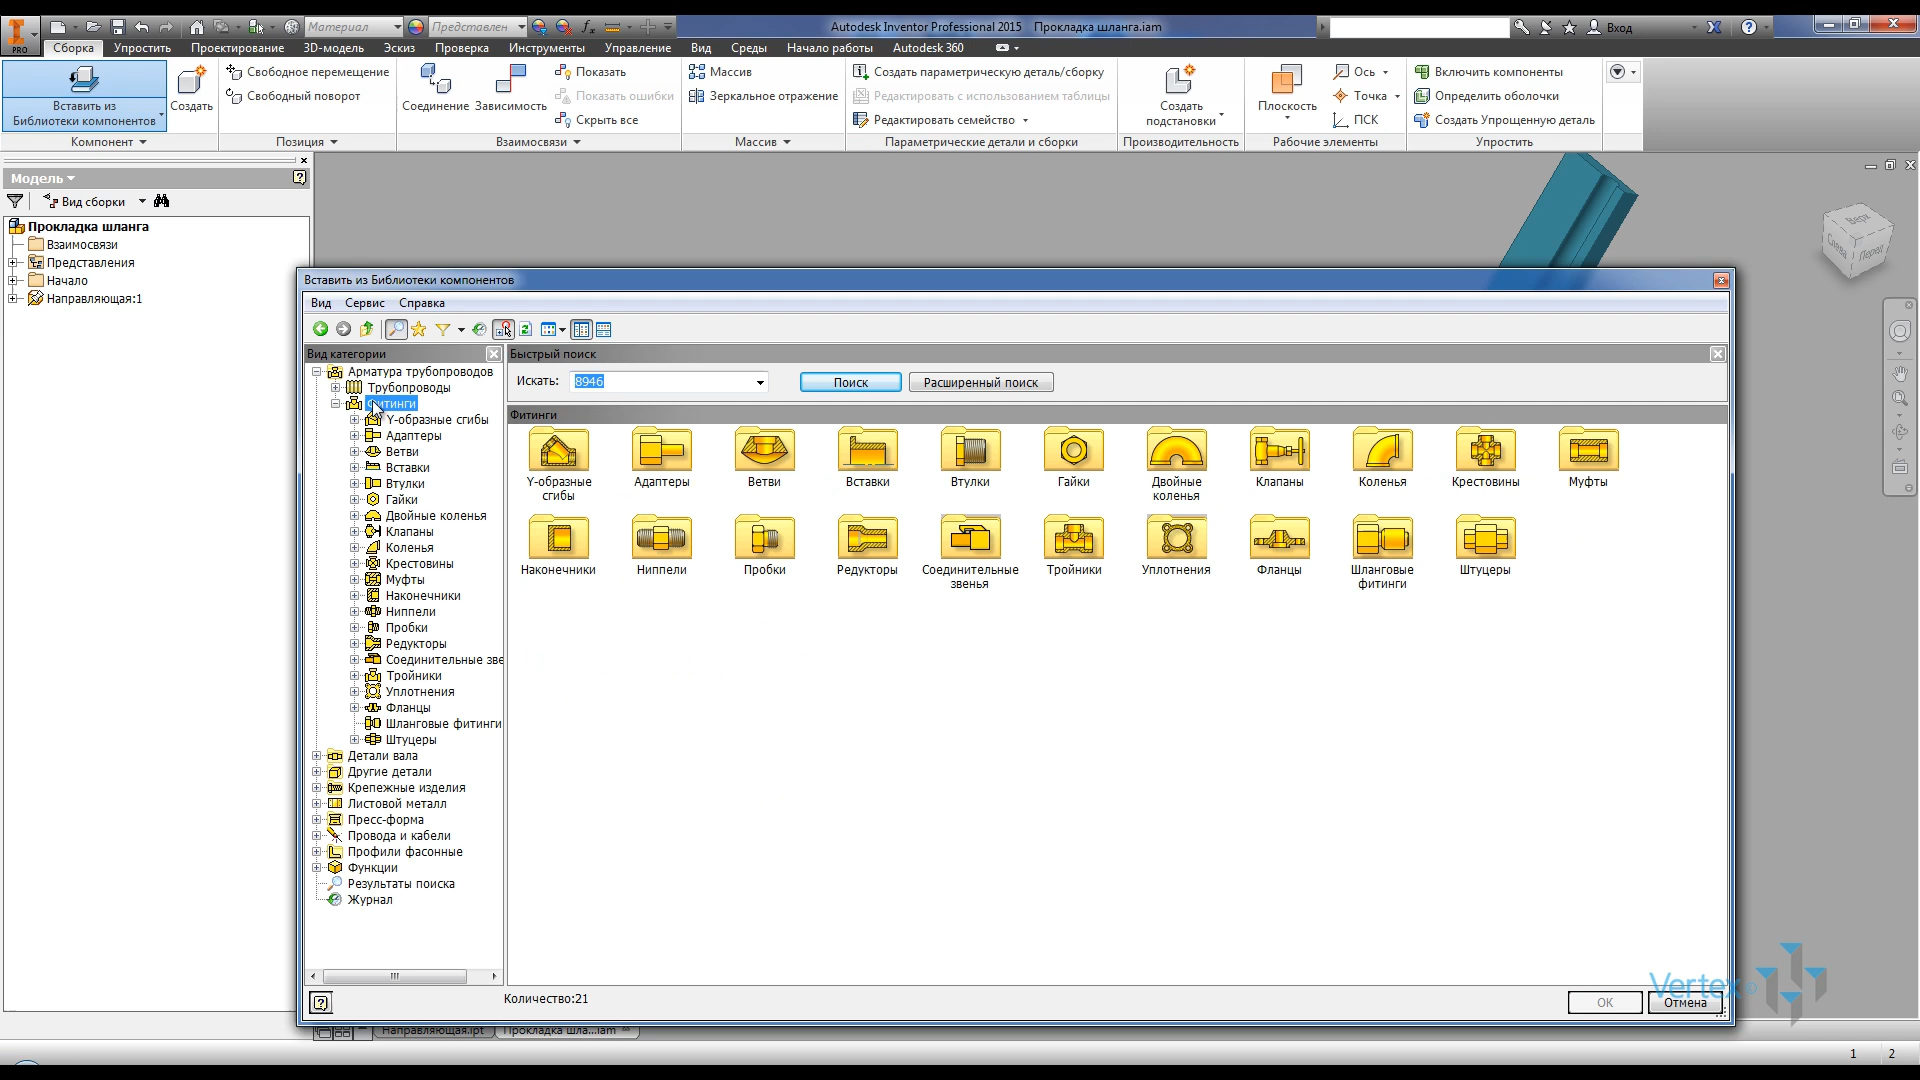 Материал
Представлен
Autodesk Inventor Professional 2015 Прокладка шланга.iam
Вход
PRO
Сборка Упростить Проектирование 3D-модель Эскиз Проверка Инструменты Управление Вид Среды Начало работы Autodesk 360
Вставить из
Библиотеки компонентов
Создать
Свободное перемещение
Свободный поворот
Соединение
Зависимость
Показать
Показать ошибки
Скрыть все
Массив
Зеркальное отражение
Создать параметрическую деталь/сборку
Редактировать с использованием таблицы
Редактировать семейство
Создать
подстановки
Плоскость
Ось
Точка
ПСК
Включить компоненты
Определить оболочки
Создать Упрощенную деталь
Компонент Позиция Взаимосвязи Массив Параметрические детали и сборки Производительность Рабочие элементы Упростить
Модель
Вид сборки
Прокладка шланга
Взаимосвязи
Представления
Начало
Направляющая:1
Верх
Слева
Перед
Вставить из Библиотеки компонентов
Вид Сервис Справка
Вид категории
Арматура трубопроводов
Трубопроводы
Фитинги
Y-образные сгибы
Адаптеры
Ветви
Вставки
Втулки
Гайки
Двойные коленья
Клапаны
Коленья
Крестовины
Муфты
Наконечники
Ниппели
Пробки
Редукторы
Соединительные зве
Тройники
Уплотнения
Фланцы
Шланговые фитинги
Штуцеры
Детали вала
Другие детали
Крепежные изделия
Листовой металл
Пресс-форма
Провода и кабели
Профили фасонные
Функции
Результаты поиска
Журнал
Быстрый поиск
Искать: 8946 Поиск Расширенный поиск
Фитинги
Y-образные
сгибы
Адаптеры
Ветви
Вставки
Втулки
Гайки
Двойные
коленья
Клапаны
Коленья
Крестовины
Муфты
Наконечники
Ниппели
Пробки
Редукторы
Соединительные
звенья
Тройники
Уплотнения
Фланцы
Шланговые
фитинги
Штуцеры
Количество:21
OK
Отмена
Vertex
Направляющая.ipt
Прокладка шла...iam
1 2